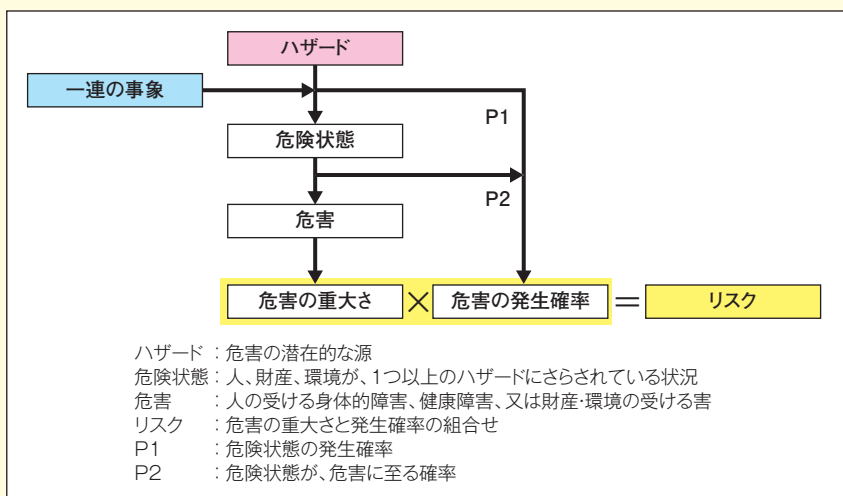 ハザード
一連の事象
P1
危険状態
P2
危害
危害の重大さ × 危害の発生確率 = リスク
ハザード：危害の潜在的な源
危険状態：人、財産、環境が、1つ以上のハザードにさらされている状況
危害：人の受ける身体的障害、健康障害、又は財産・環境の受ける害
リスク：危害の重大さと発生確率の組合せ
P1：危険状態の発生確率
P2：危険状態が、危害に至る確率